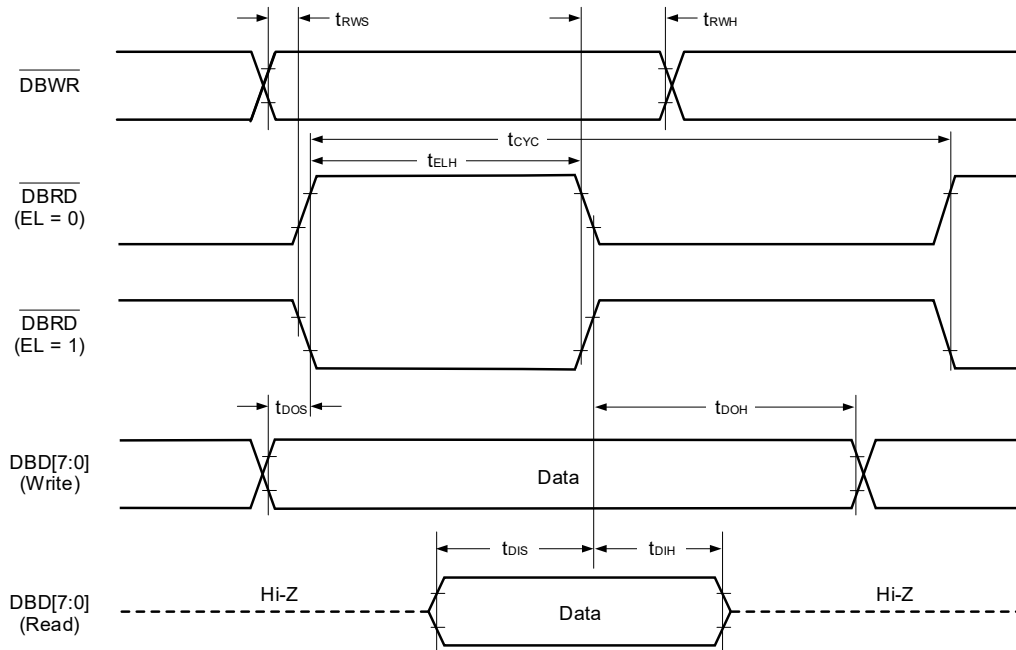 tRWS
tRWH
DBWR
tCYC
tELH
DBRD
(EL = 0)
DBRD
(EL = 1)
tDOS
tDOH
DBD[7:0]
(Write)
Data
tDIS
tDIH
Hi-Z
Hi-Z
DBD[7:0]
(Read)
Data